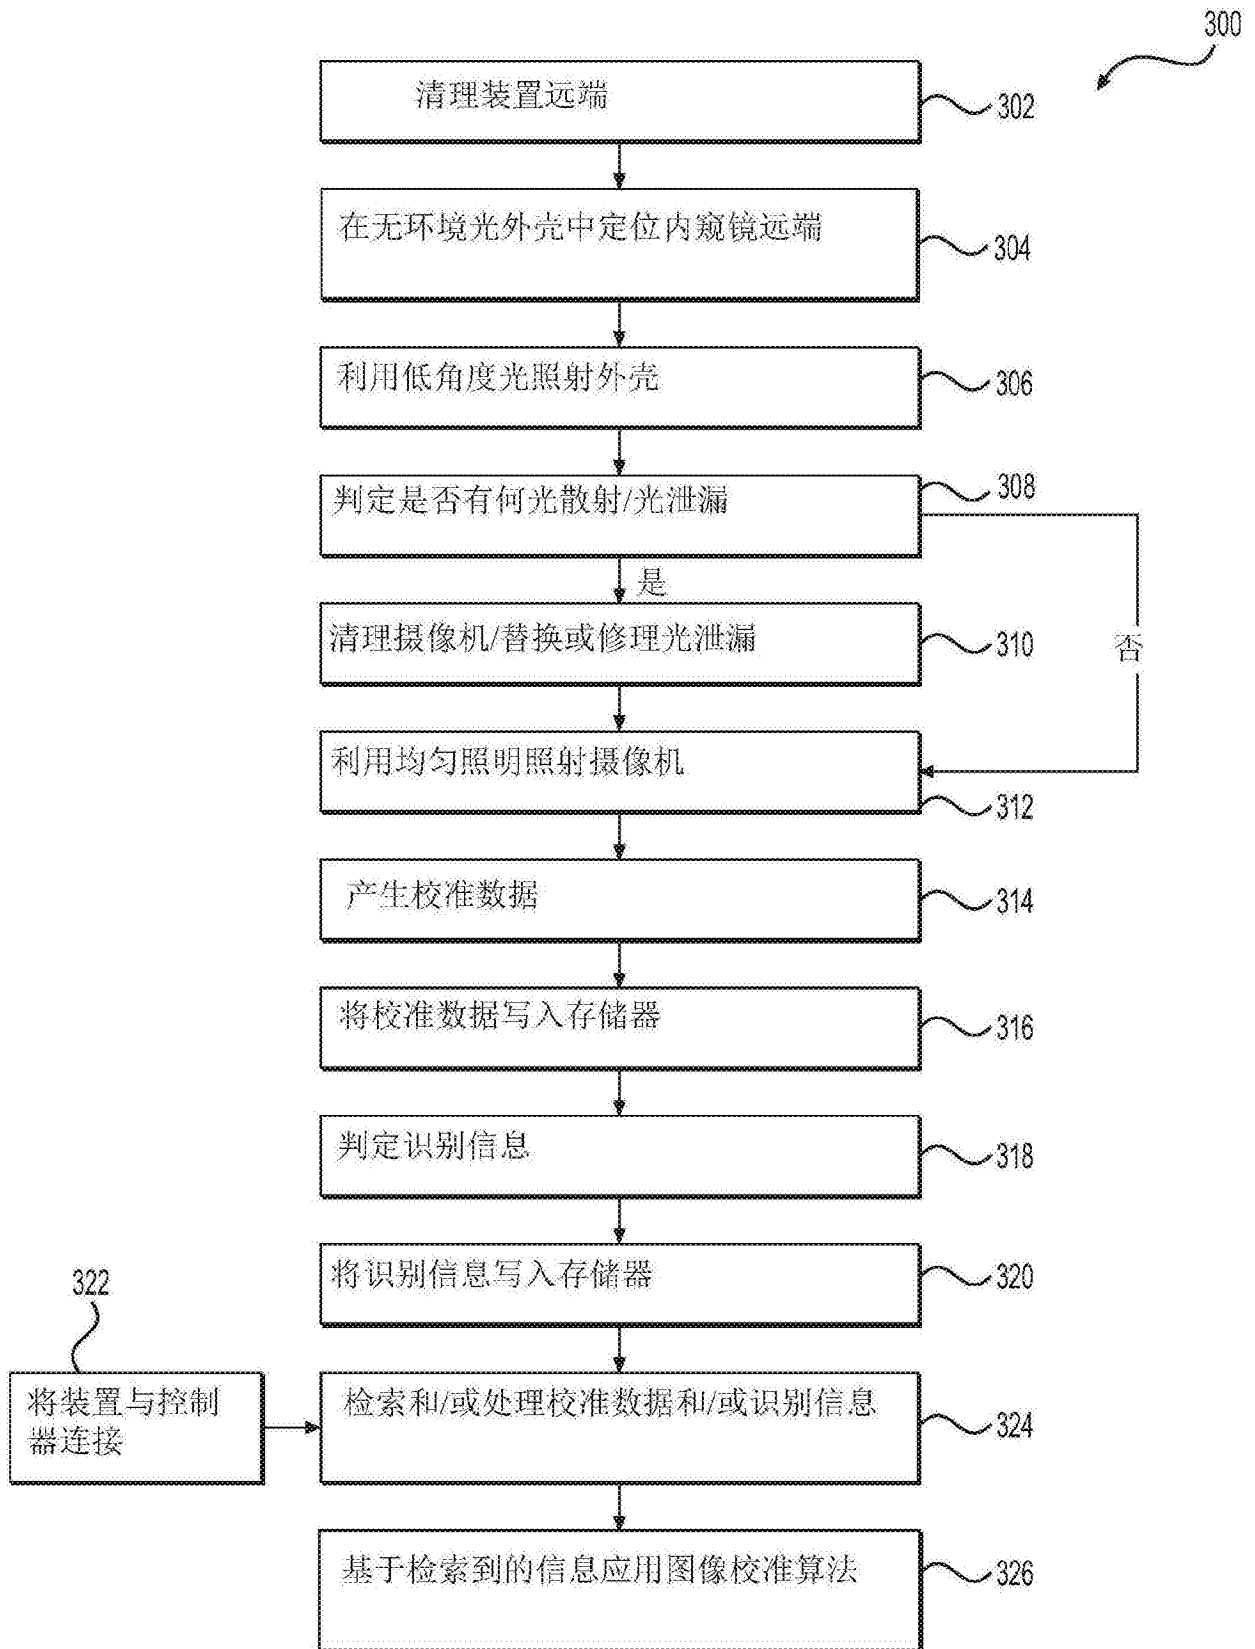 300
清理装置远端
302
在无环境光外壳中定位内窥镜远端
304
利用低角度光照射外壳
306
判定是否有何光散射/光泄漏
308
是
清理摄像机/替换或修理光泄漏
310
否
利用均匀照明照射摄像机
312
产生校准数据
314
将校准数据写入存储器
316
判定识别信息
318
将识别信息写入存储器
320
322
将装置与控制
器连接
检索和/或处理校准数据和/或识别信息
324
基于检索到的信息应用图像校准算法
326